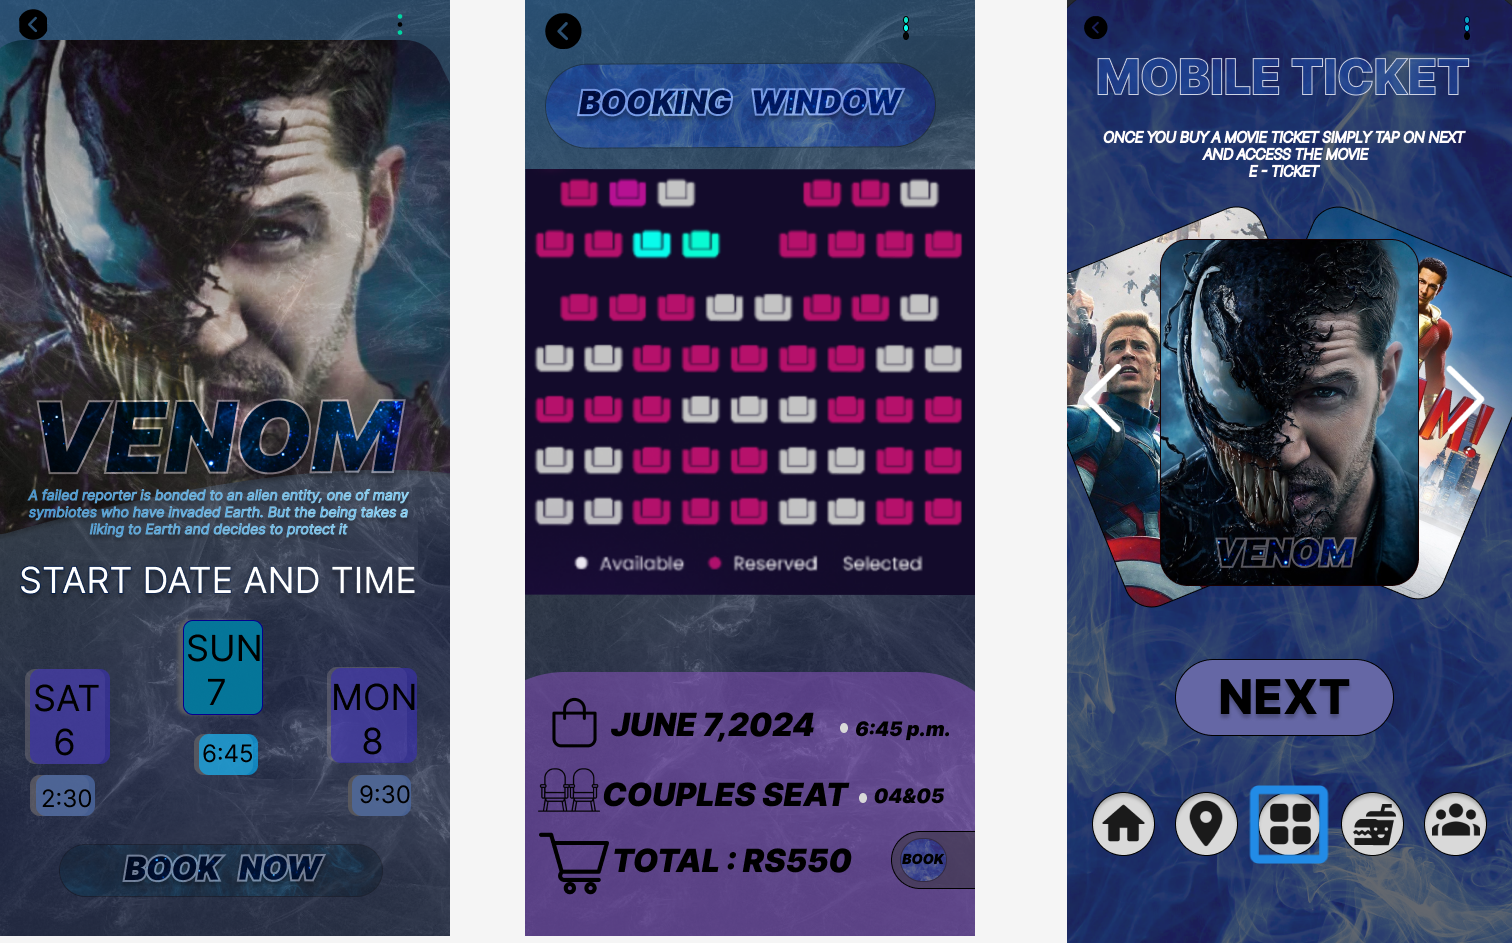 VENOM
A failed reporter is bonded to an alien entity, one of many
symbiotes who have invaded Earth. But the being takes a
liking to Earth and decides to protect it
START DATE AND TIME
SAT
6
2:30
SUN
7
6:45
MON
8
9:30
BOOK NOW
BOOKING WINDOW
Available Reserved Selected
JUNE 7,2024 • 6:45 p.m.
COUPLES SEAT • 04&05
TOTAL : RS550
BOOK
MOBILE TICKET
ONCE YOU BUY A MOVIE TICKET SIMPLY TAP ON NEXT
AND ACCESS THE MOVIE
E - TICKET
VENOM
NEXT